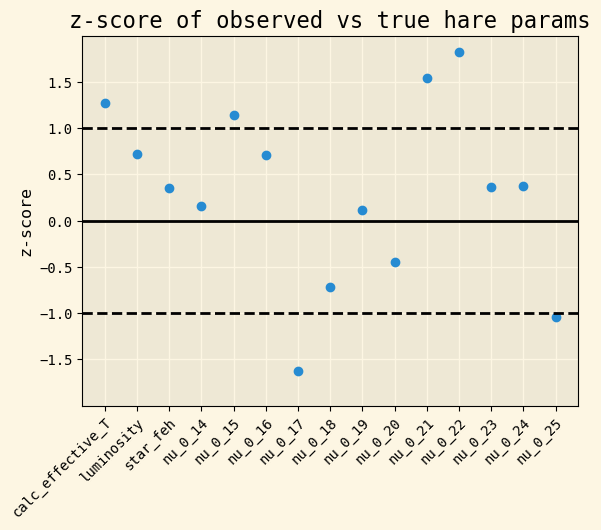 z-score of observed vs true hare params
z-score
1.5
1.0
0.5
0.0
−0.5
−1.0
−1.5
calc_effective_T
luminosity
star_feh
nu_0_14
nu_0_15
nu_0_16
nu_0_17
nu_0_18
nu_0_19
nu_0_20
nu_0_21
nu_0_22
nu_0_23
nu_0_24
nu_0_25